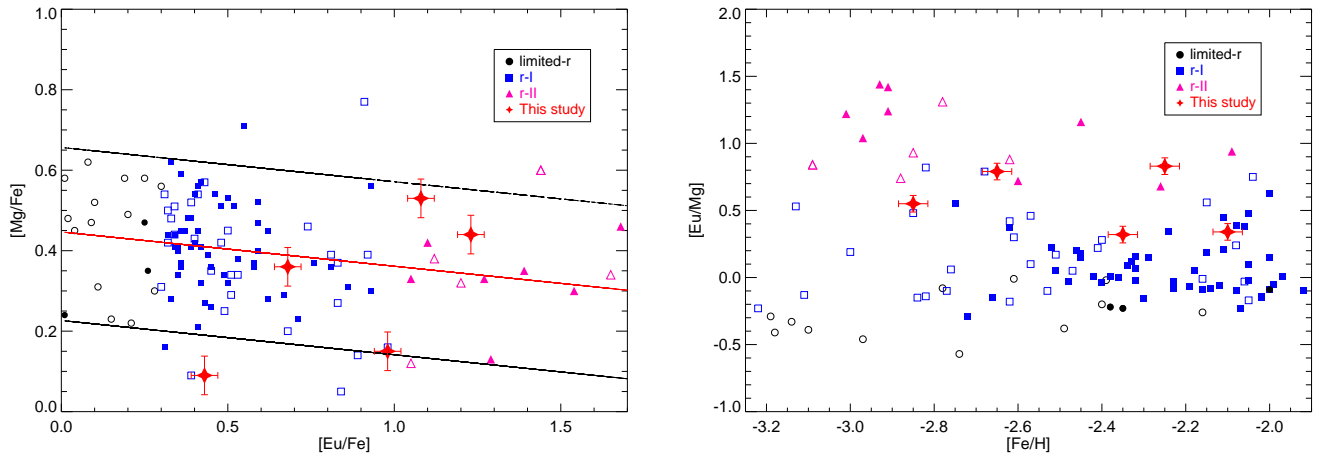 1.0
0.8
0.6
0.4
0.2
0.0
[Mg/Fe]
0.0
0.5
1.0
1.5
[Eu/Fe]
limited-r
r-I
r-II
This study
2.0
1.5
1.0
0.5
0.0
-0.5
-1.0
[Eu/Mg]
-3.2
-3.0
-2.8
-2.6
-2.4
-2.2
-2.0
[Fe/H]
limited-r
r-I
r-II
This study